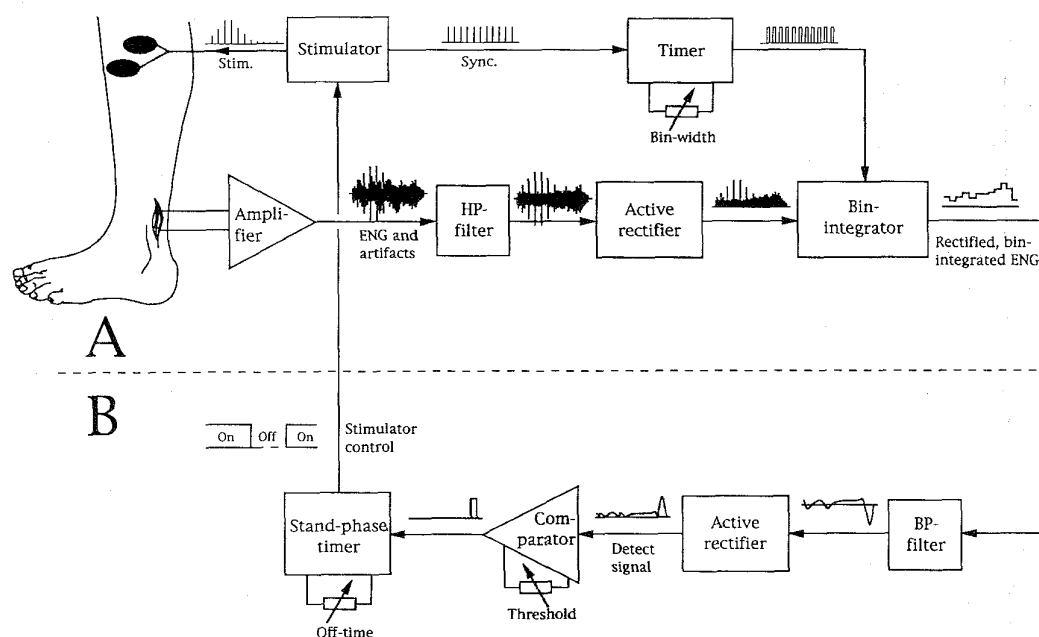 Stimulator
Stim.
Sync.
Timer
Bin-width
Ampli-
fier
ENG and
artifacts
HP-
filter
Active
rectifier
Bin-
integrator
Rectified, bin-
integrated ENG
A
B
On Off On
Stimulator
control
Stand-phase
timer
Off-time
Com-
parator
Threshold
Detect
signal
Active
rectifier
BP-
filter